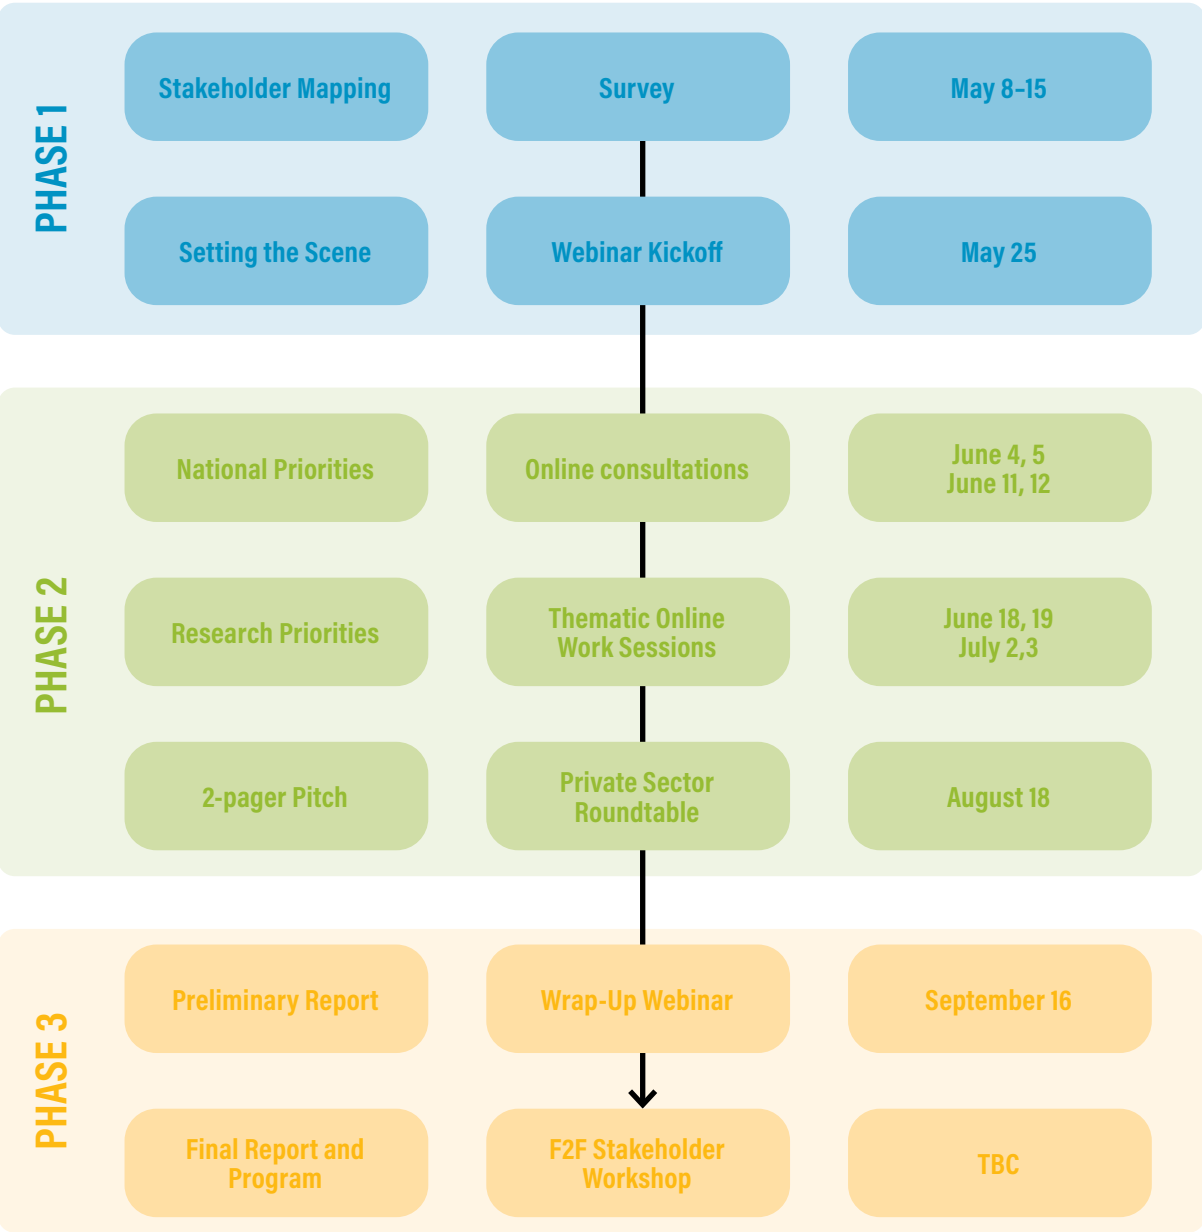 PHASE 1
Stakeholder Mapping
Survey
May 8–15
Setting the Scene
Webinar Kickoff
May 25
PHASE 2
National Priorities
Online consultations
June 4, 5
June 11, 12
Research Priorities
Thematic Online
Work Sessions
June 18, 19
July 2,3
2-pager Pitch
Private Sector
Roundtable
August 18
PHASE 3
Preliminary Report
Wrap-Up Webinar
September 16
Final Report and
Program
F2F Stakeholder
Workshop
TBC